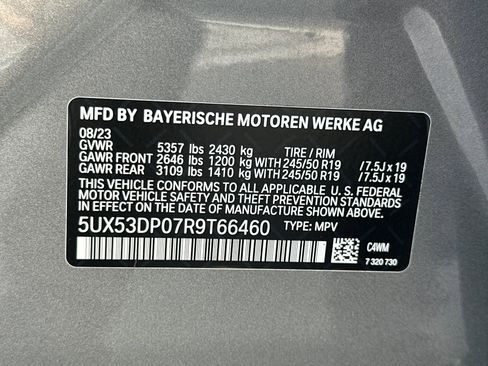 MFD BY BAYERISCHE MOTOREN WERKE AG
08/23
GVWR 5357 lbs 2430 kg TIRE / RIM
GAWR FRONT 2646 lbs 1200 kg WITH 245/50 R19 / 7.5J x 19
GAWR REAR 3109 lbs 1410 kg WITH 245/50 R19 / 7.5J x 19
THIS VEHICLE CONFORMS TO ALL APPLICABLE U. S. FEDERAL
MOTOR VEHICLE SAFETY AND THEFT PREVENTION STANDARDS IN
EFFECT ON THE DATE OF MANUFACTURE SHOWN ABOVE.
5UX53DP07R9T66460 TYPE: MPV
C4WM
7 320 730